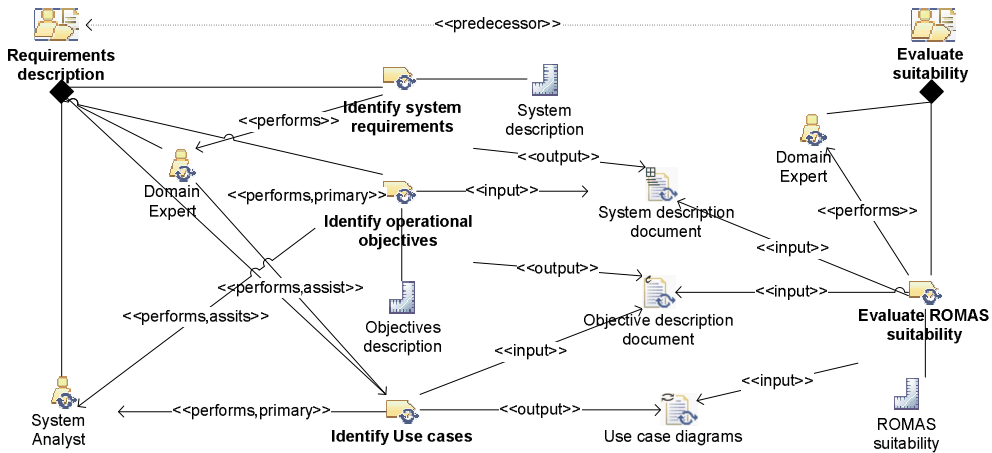 <<predecessor>>
Requirements
description
Evaluate
suitability
Identify system
requirements
System
description
<<performs>>
Domain
Expert
<<output>>
Domain
Expert
<<performs,primary>>
Identify operational
objectives
<<input>>
System description
document
<<performs>>
<<input>>
<<performs,assist>>
<<output>>
<<performs,assits>>
Objectives
description
Objective description
document
<<input>>
Evaluate ROMAS
suitability
<<input>>
<<input>>
System
Analyst
<<performs,primary>>
Identify Use cases
<<output>>
Use case diagrams
ROMAS
suitability